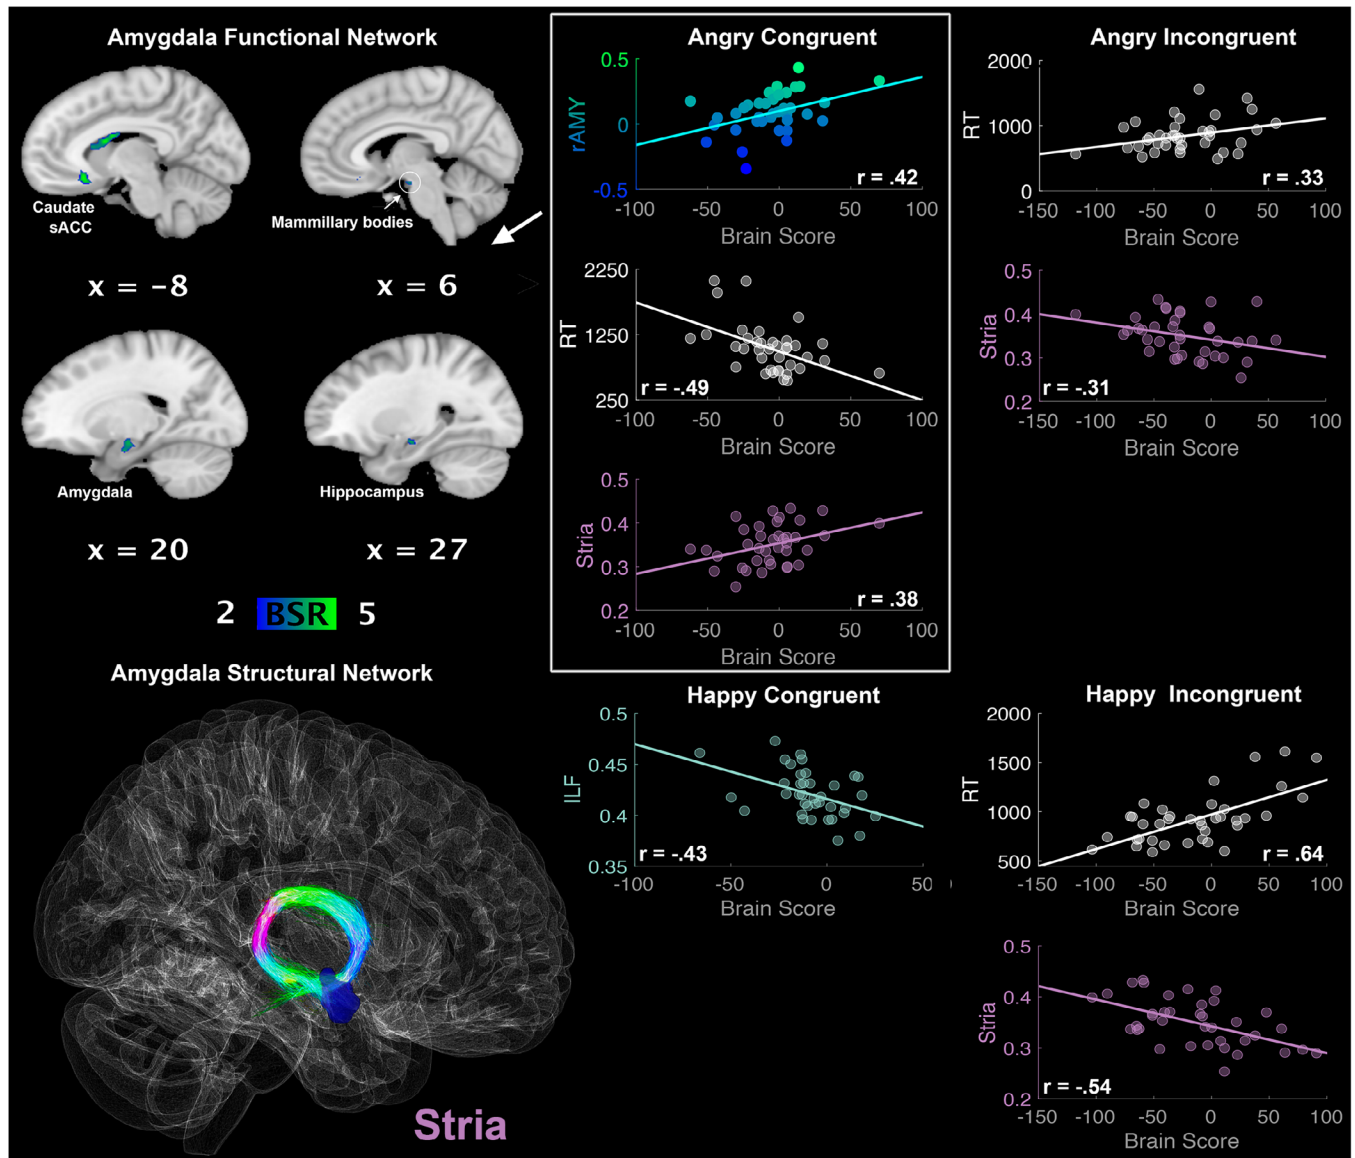 Amygdala Functional Network
Caudate
sACC
Mammillary bodies
x = −8
x = 6
Amygdala
Hippocampus
x = 20
x = 27
2 BSR 5
Amygdala Structural Network
Stria
Angry Congruent
rAMY
0.5
0
-0.5
r = .42
-100 -50 0 50 100
Brain Score
RT
2250
1250
250
r = -.49
-100 -50 0 50 100
Brain Score
Stria
0.5
0.4
0.3
0.2
r = .38
-100 -50 0 50 100
Brain Score
Angry Incongruent
RT
2000
1000
0
r = .33
-150 -100 -50 0 50 100
Brain Score
Stria
0.5
0.4
0.3
0.2
r = -.31
-150 -100 -50 0 50 100
Brain Score
Happy Congruent
ILF
0.5
0.45
0.4
0.35
r = -.43
-100 -50 0 50
Brain Score
Happy Incongruent
RT
2000
1500
1000
500
r = .64
-150 -100 -50 0 50 100
Brain Score
Stria
0.5
0.4
0.3
0.2
r = -.54
-150 -100 -50 0 50 100
Brain Score